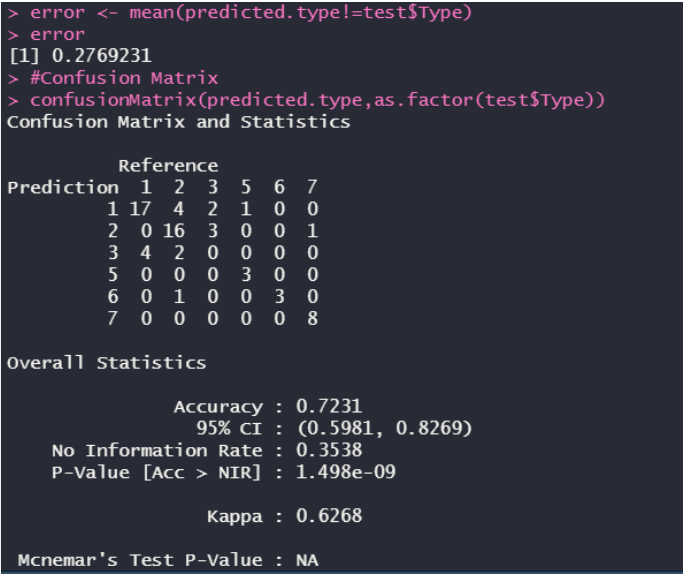 > error <- mean(predicted.type!=test$Type)
> error
[1] 0.2769231
> #Confusion Matrix
> confusionMatrix(predicted.type,as.factor(test$Type))
Confusion Matrix and Statistics

          Reference
Prediction  1  2  3  5  6  7
         1 17  4  2  1  0  0
         2  0 16  3  0  0  1
         3  4  2  0  0  0  0
         5  0  0  0  3  0  0
         6  0  1  0  0  3  0
         7  0  0  0  0  0  8

Overall Statistics

               Accuracy : 0.7231
                 95% CI : (0.5981, 0.8269)
    No Information Rate : 0.3538
    P-Value [Acc > NIR] : 1.498e-09

                  Kappa : 0.6268

 Mcnemar's Test P-Value : NA